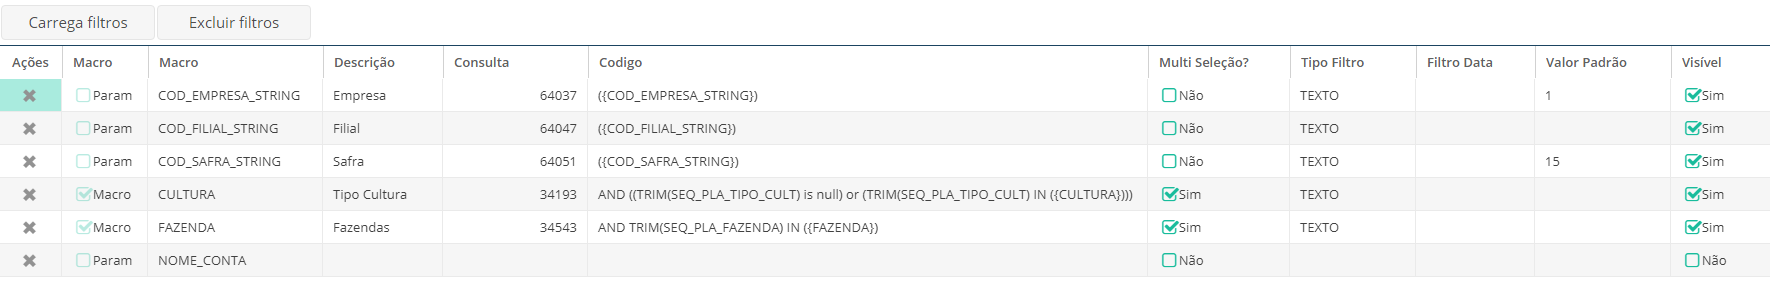 Carrega filtros Excluir filtros
Ações Macro Macro Descrição Consulta Codigo Multi Seleção? Tipo Filtro Filtro Data Valor Padrão Visível
Param COD_EMPRESA_STRING Empresa 64037 ({COD_EMPRESA_STRING}) Não TEXTO 1 Sim
Param COD_FILIAL_STRING Filial 64047 ({COD_FILIAL_STRING}) Não TEXTO Sim
Param COD_SAFRA_STRING Safra 64051 ({COD_SAFRA_STRING}) Não TEXTO 15 Sim
Macro CULTURA Tipo Cultura 34193 AND ((TRIM(SEQ_PLA_TIPO_CULT) is null) or (TRIM(SEQ_PLA_TIPO_CULT) IN ({CULTURA}))) Sim TEXTO Sim
Macro FAZENDA Fazendas 34543 AND TRIM(SEQ_PLA_FAZENDA) IN ({FAZENDA}) Sim TEXTO Sim
Param NOME_CONTA Não Não